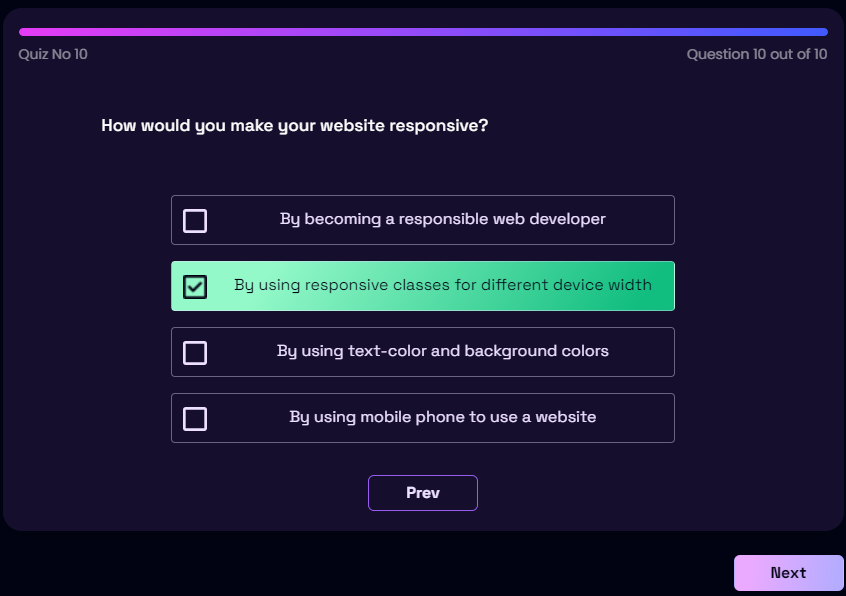 Quiz No 10
Question 10 out of 10
How would you make your website responsive?
By becoming a responsible web developer
By using responsive classes for different device width
By using text-color and background colors
By using mobile phone to use a website
Prev
Next